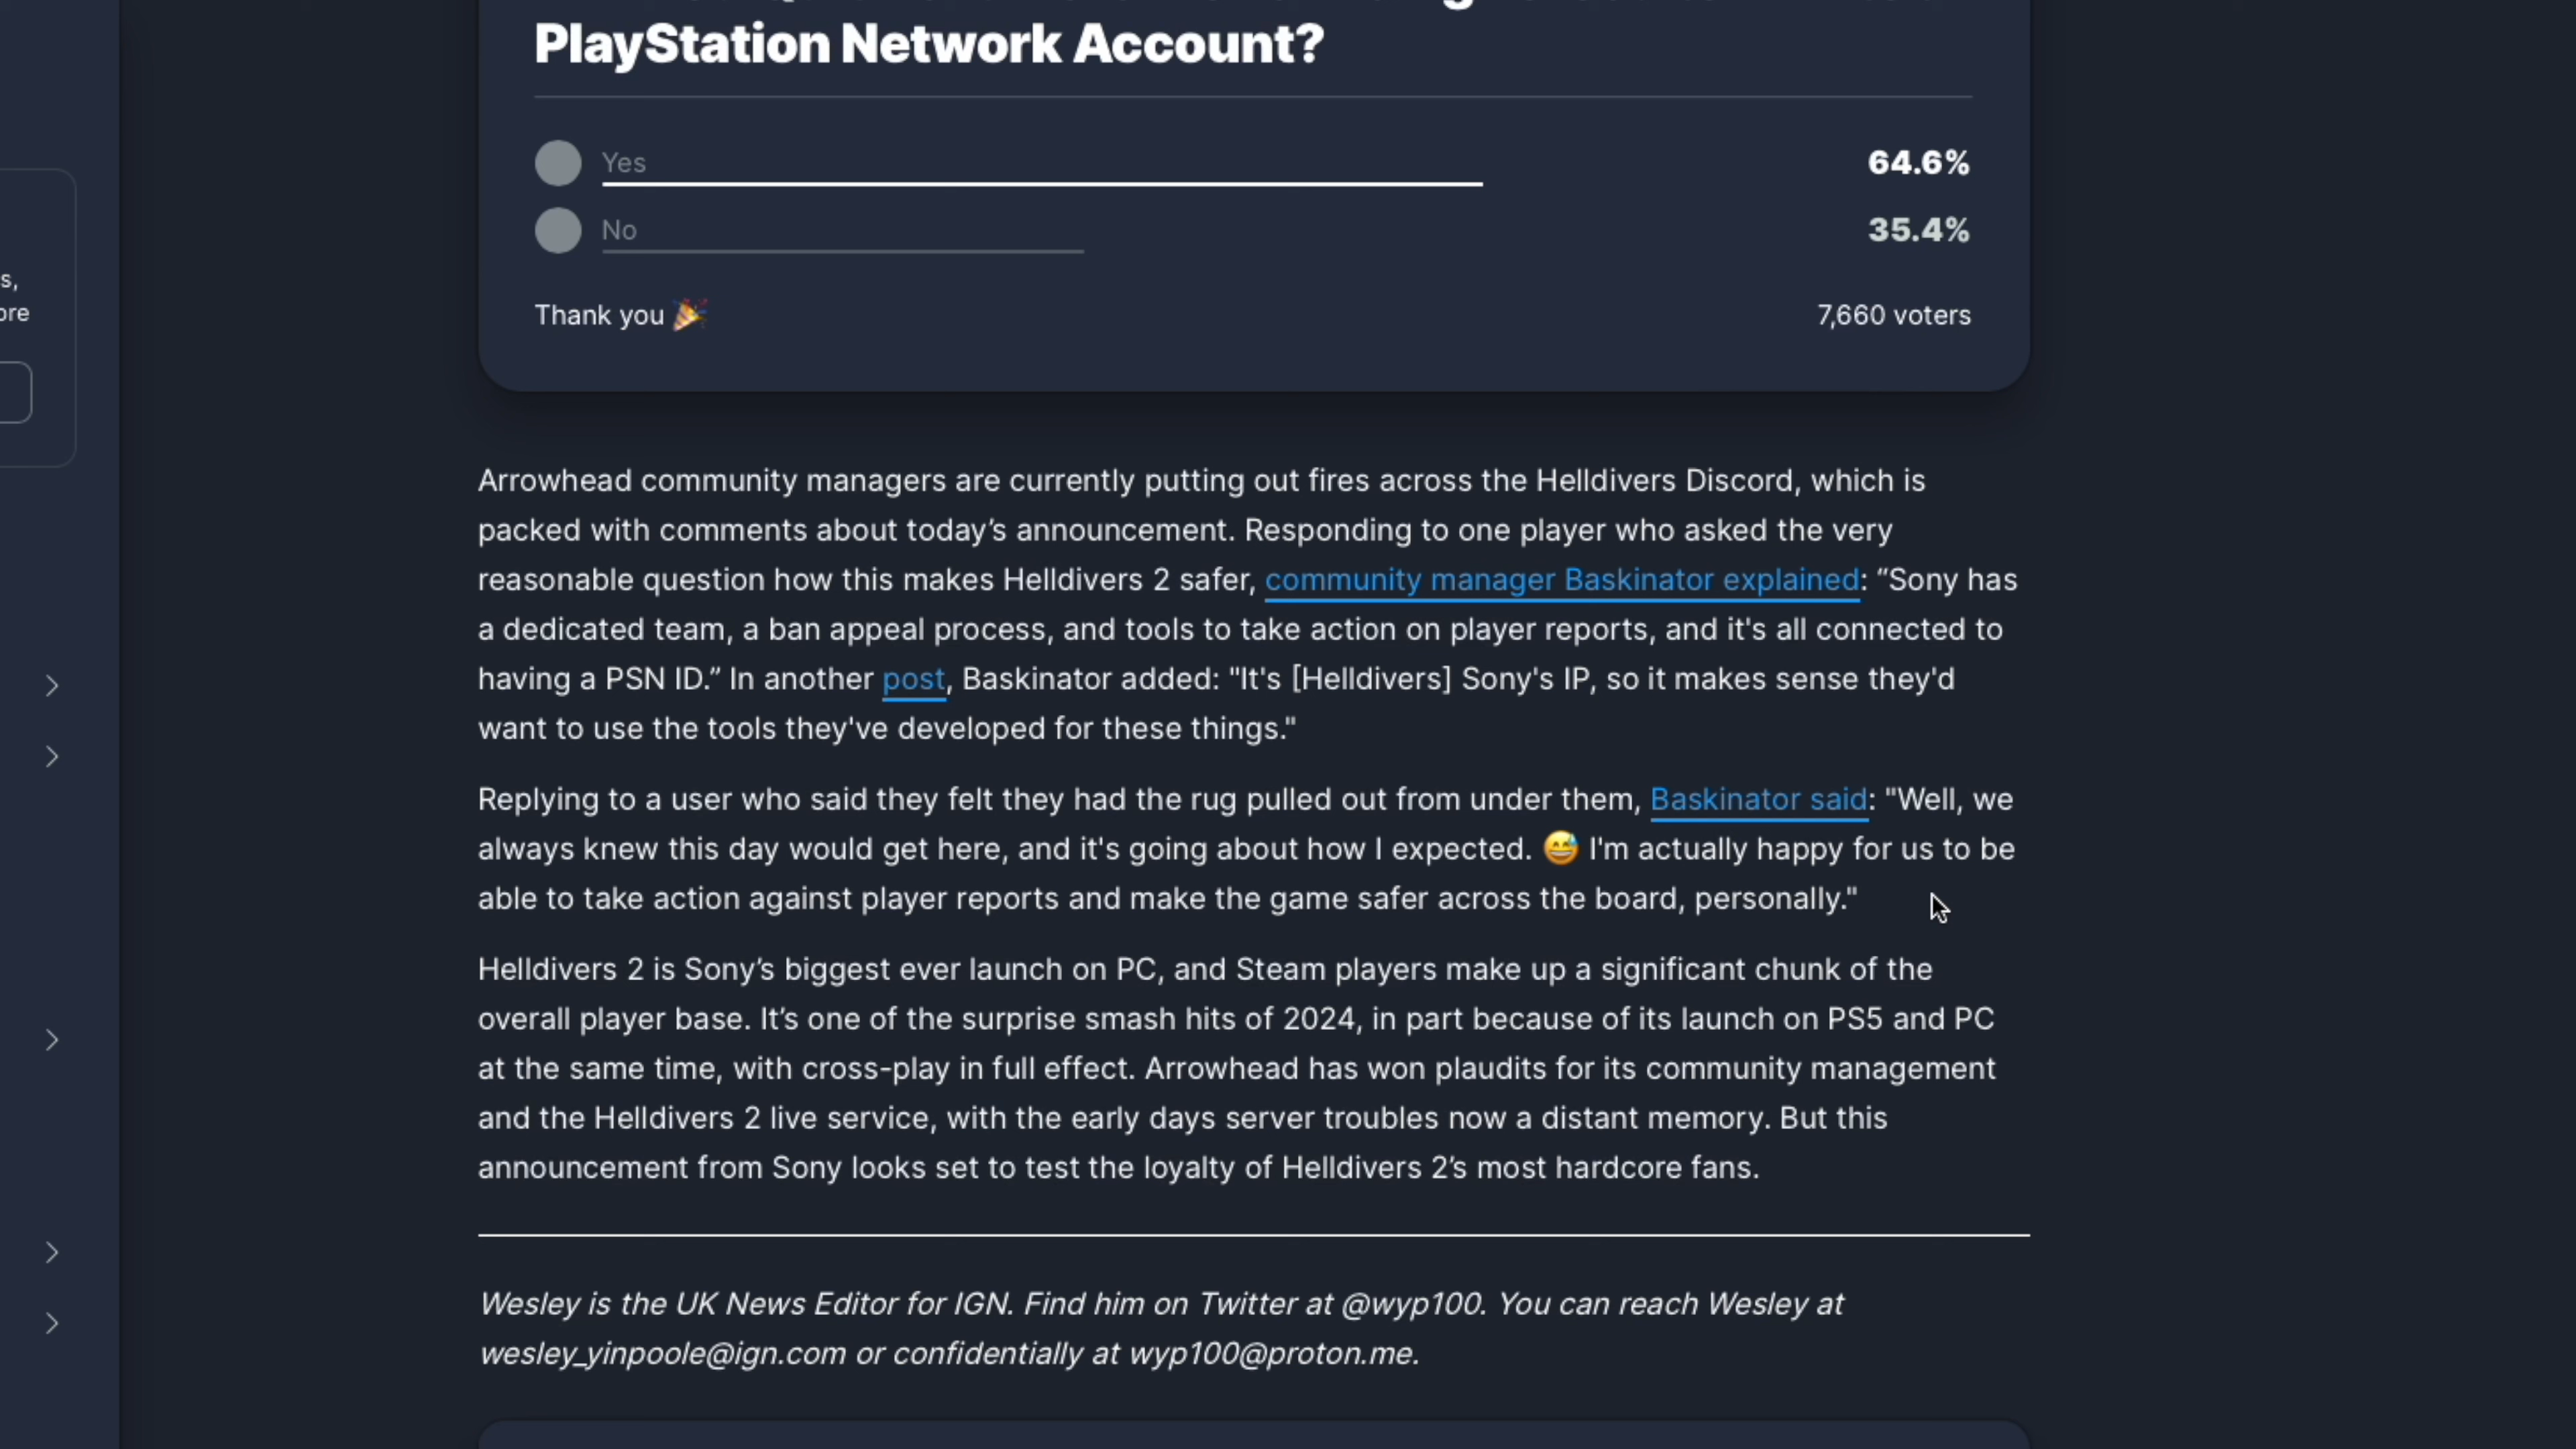 PlayStation Network Account?
Yes
64.6%
No
35.4%
Thank you 🎉
7,660 voters
s,
ore
Arrowhead community managers are currently putting out fires across the Helldivers Discord, which is
packed with comments about today’s announcement. Responding to one player who asked the very
reasonable question how this makes Helldivers 2 safer, community manager Baskinator explained: “Sony has
a dedicated team, a ban appeal process, and tools to take action on player reports, and it's all connected to
having a PSN ID.” In another post, Baskinator added: "It's [Helldivers] Sony's IP, so it makes sense they'd
want to use the tools they've developed for these things."
Replying to a user who said they felt they had the rug pulled out from under them, Baskinator said: "Well, we
always knew this day would get here, and it's going about how I expected. 😅 I'm actually happy for us to be
able to take action against player reports and make the game safer across the board, personally."
Helldivers 2 is Sony’s biggest ever launch on PC, and Steam players make up a significant chunk of the
overall player base. It’s one of the surprise smash hits of 2024, in part because of its launch on PS5 and PC
at the same time, with cross-play in full effect. Arrowhead has won plaudits for its community management
and the Helldivers 2 live service, with the early days server troubles now a distant memory. But this
announcement from Sony looks set to test the loyalty of Helldivers 2’s most hardcore fans.
Wesley is the UK News Editor for IGN. Find him on Twitter at @wyp100. You can reach Wesley at
wesley_yinpoole@ign.com or confidentially at wyp100@proton.me.